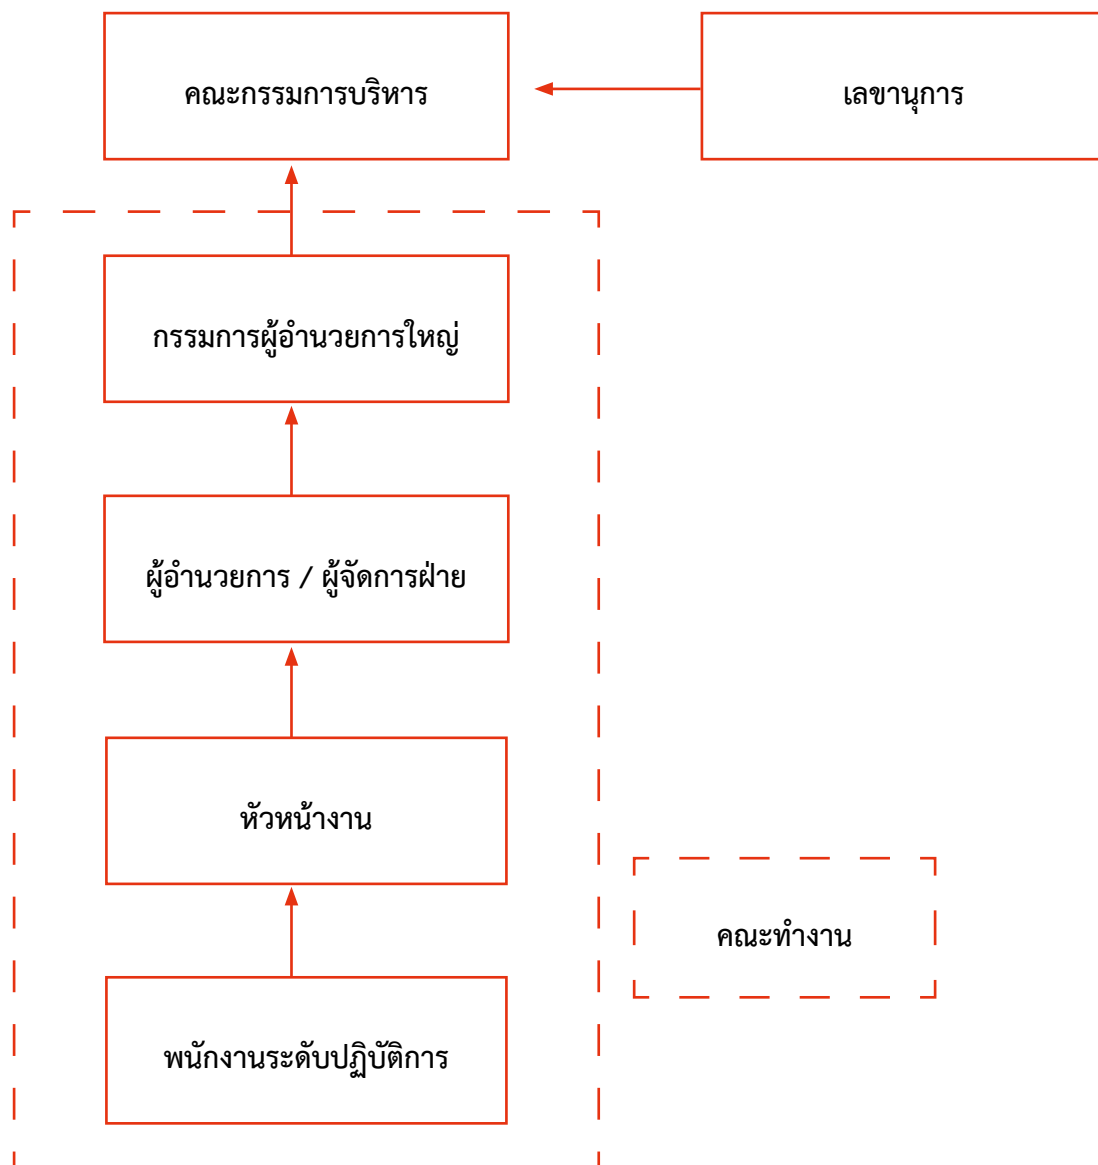 คณะกรรมการบริหาร
เลขานุการ
กรรมการผู้อำนวยการใหญ่
ผู้อำนวยการ / ผู้จัดการฝ่าย
หัวหน้างาน
คณะทำงาน
พนักงานระดับปฏิบัติการ